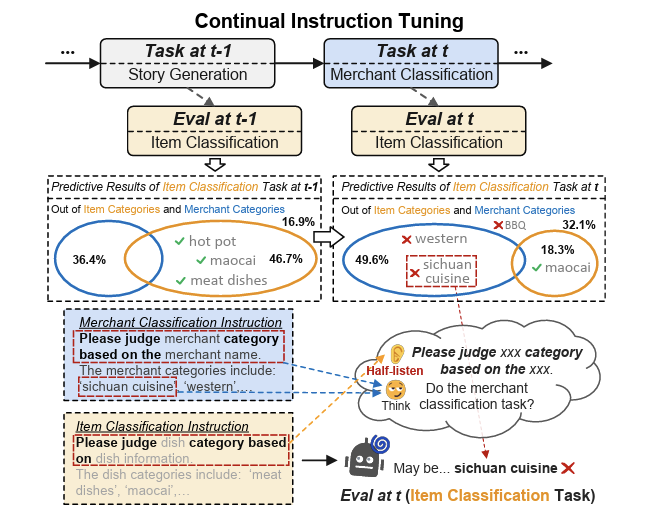 Continual Instruction Tuning
...
Task at t-1
Story Generation
Task at t
Merchant Classification
...
Eval at t-1
Item Classification
Eval at t
Item Classification
Predictive Results of Item Classification Task at t-1
Out of Item Categories and Merchant Categories
16.9%
36.4%
hot pot
maocai
46.7%
meat dishes
Predictive Results of Item Classification Task at t
Out of Item Categories and Merchant Categories
BBQ
32.1%
western
49.6%
sichuan
cuisine
18.3%
maocai
Merchant Classification Instruction
Please judge merchant category
based on the merchant name.
The merchant categories include:
'sichuan cuisine', 'western',...
Item Classification Instruction
Please judge dish category based
on dish information.
The dish categories include: 'meat
dishes', 'maocai',...
Half-listen
Please judge xxx category
based on the xxx.
Think
Do the merchant
classification task?
May be... sichuan cuisine
Eval at t (Item Classification Task)